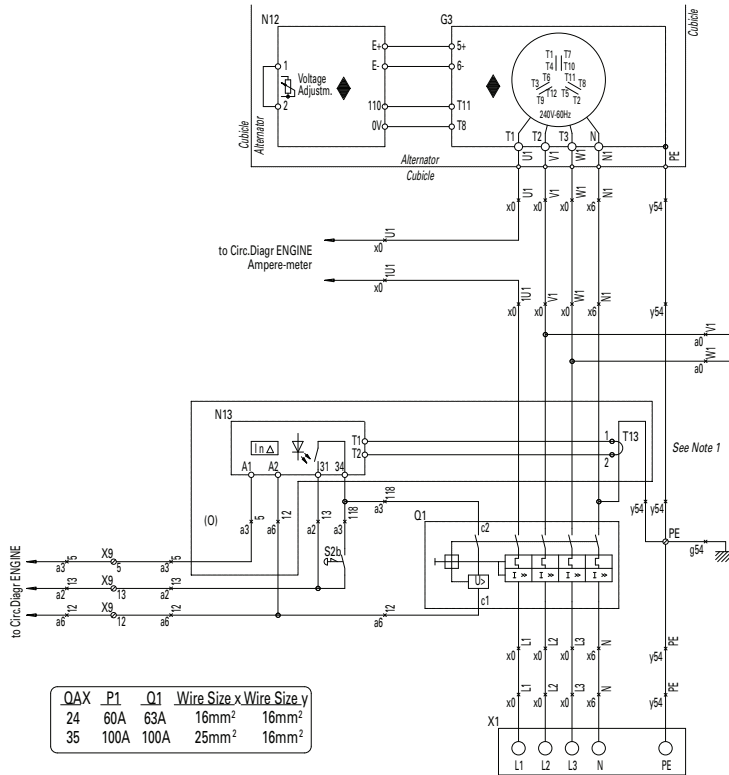 N12
G3
Cubicle
E+
5+
E-
6-
1
2
Voltage
Adjustm.
T1
T7
T4
T10
T3
T6
T11
T8
T9
T12
T5
T2
240V-60Hz
110
T11
0V
T8
T1
T2
T3
N
Cubicle
Alternator
U1
V1
W1
N1
PE
Alternator
Cubicle
U1
V1
W1
N1
x0
x0
x0
x6
y54
U1
x0
to Circ.Diagr ENGINE
Ampere-meter
1U1
x0
1U1
V1
W1
N1
x0
x0
x0
x6
y54
V1
a0
W1
a0
N13
In Δ
T1
T2
1
2
T13
See Note 1
A1
A2
31
34
(O)
5
a3
12
a6
13
a2
118
a3
118
a3
y54
y54
Q1
c2
PE
g54
S2b
U>
I »
I »
I »
I »
c1
to Circ.Diagr ENGINE
5
a3
X9
5
5
a3
13
a2
X9
13
13
a2
12
a6
X9
12
12
a6
12
a6
L1
L2
L3
N
x0
x0
x0
x6
y54
PE
L1
L2
L3
N
x0
x0
x0
x6
y54
PE
QAX P1 Q1 Wire Size x Wire Size y
24 60A 63A 16mm² 16mm²
35 100A 100A 25mm² 16mm²
X1
L1
L2
L3
N
PE